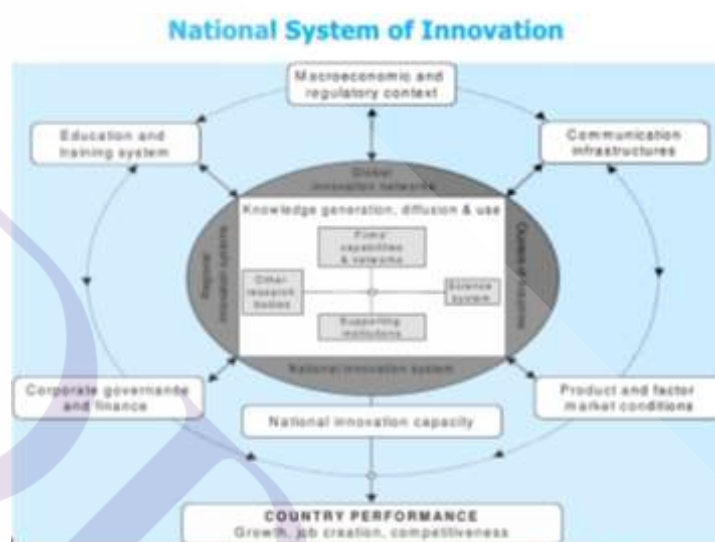 National System of Innovation
Macroeconomic and
regulatory context
Education and
training system
Communication
infrastructures
Global
innovation networks
Knowledge generation, diffusion & use
Firms'
capabilities
& networks
Regional
innovation systems
Other
research
bodies
Science
system
Clusters of industries
Supporting
institutions
National innovation system
Corporate governance
and finance
Product and factor
market conditions
National innovation capacity
COUNTRY PERFORMANCE
Growth, job creation, competitiveness